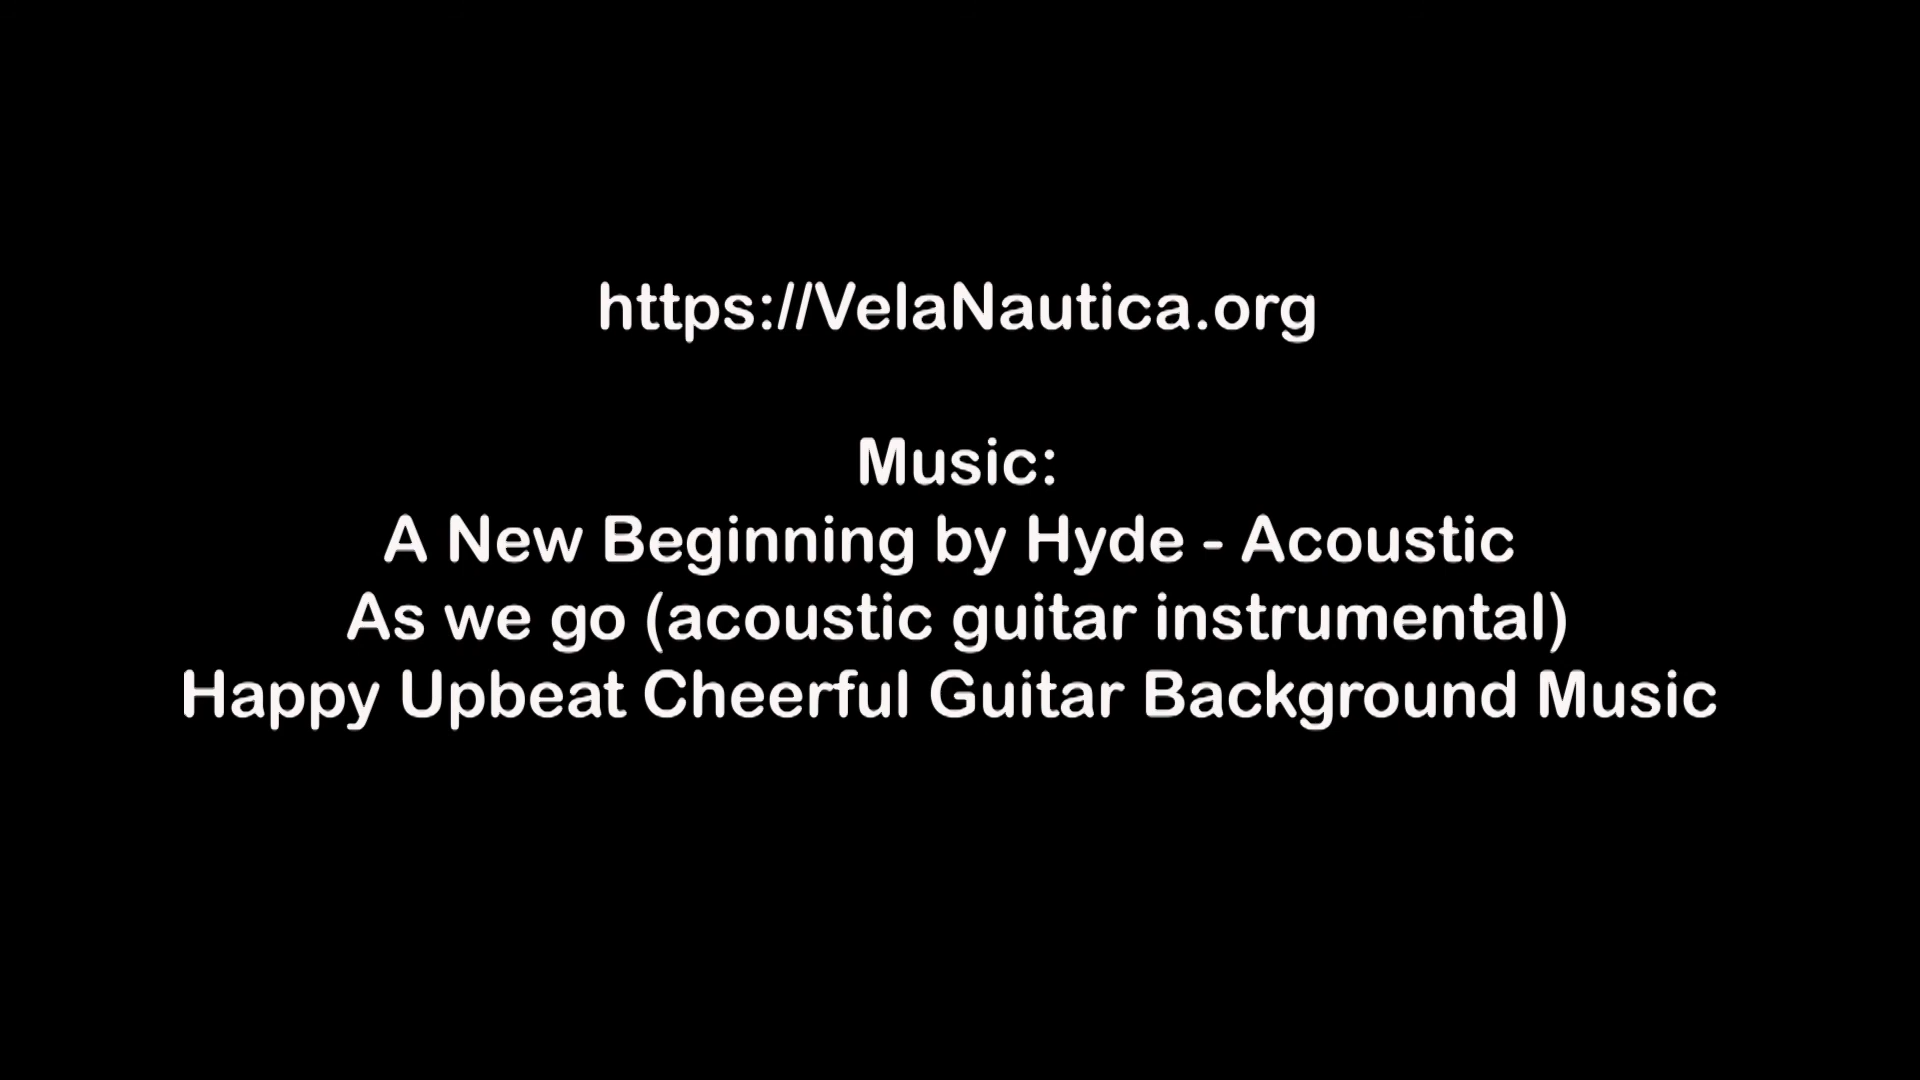 https://VelaNautica.org
Music:
A New Beginning by Hyde - Acoustic
As we go (acoustic guitar instrumental)
Happy Upbeat Cheerful Guitar Background Music